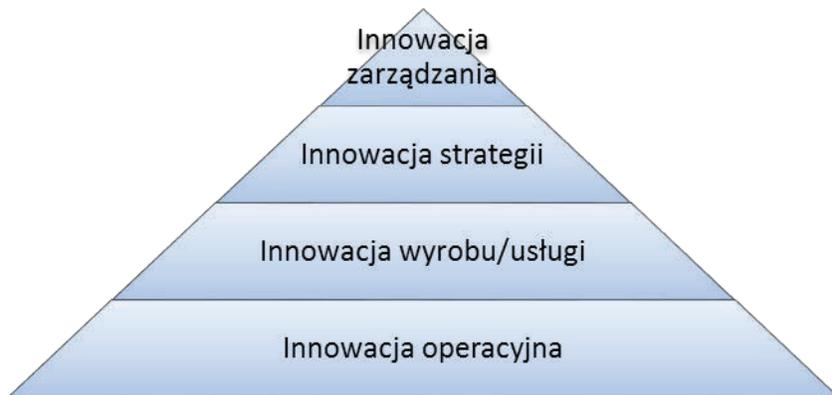 Innowacja
zarządzania
Innowacja strategii
Innowacja wyrobu/usługi
Innowacja operacyjna